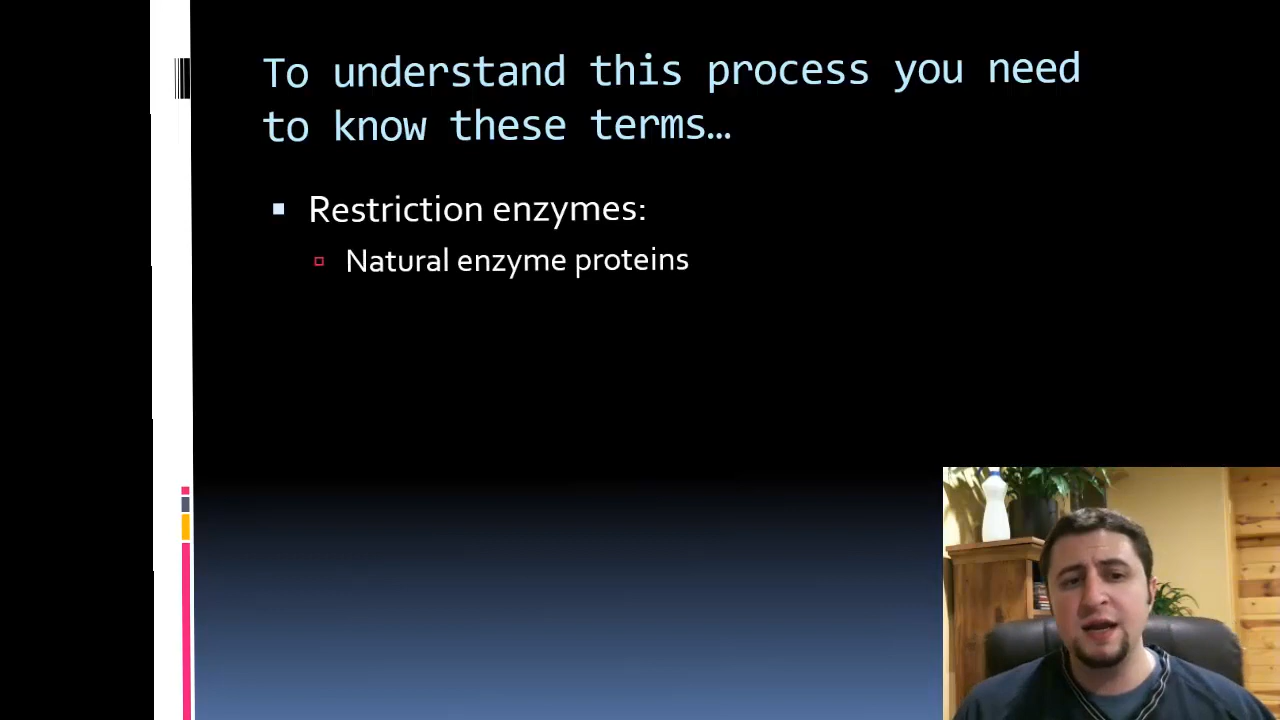 To understand this process you need
to know these terms…
Restriction enzymes:
Natural enzyme proteins